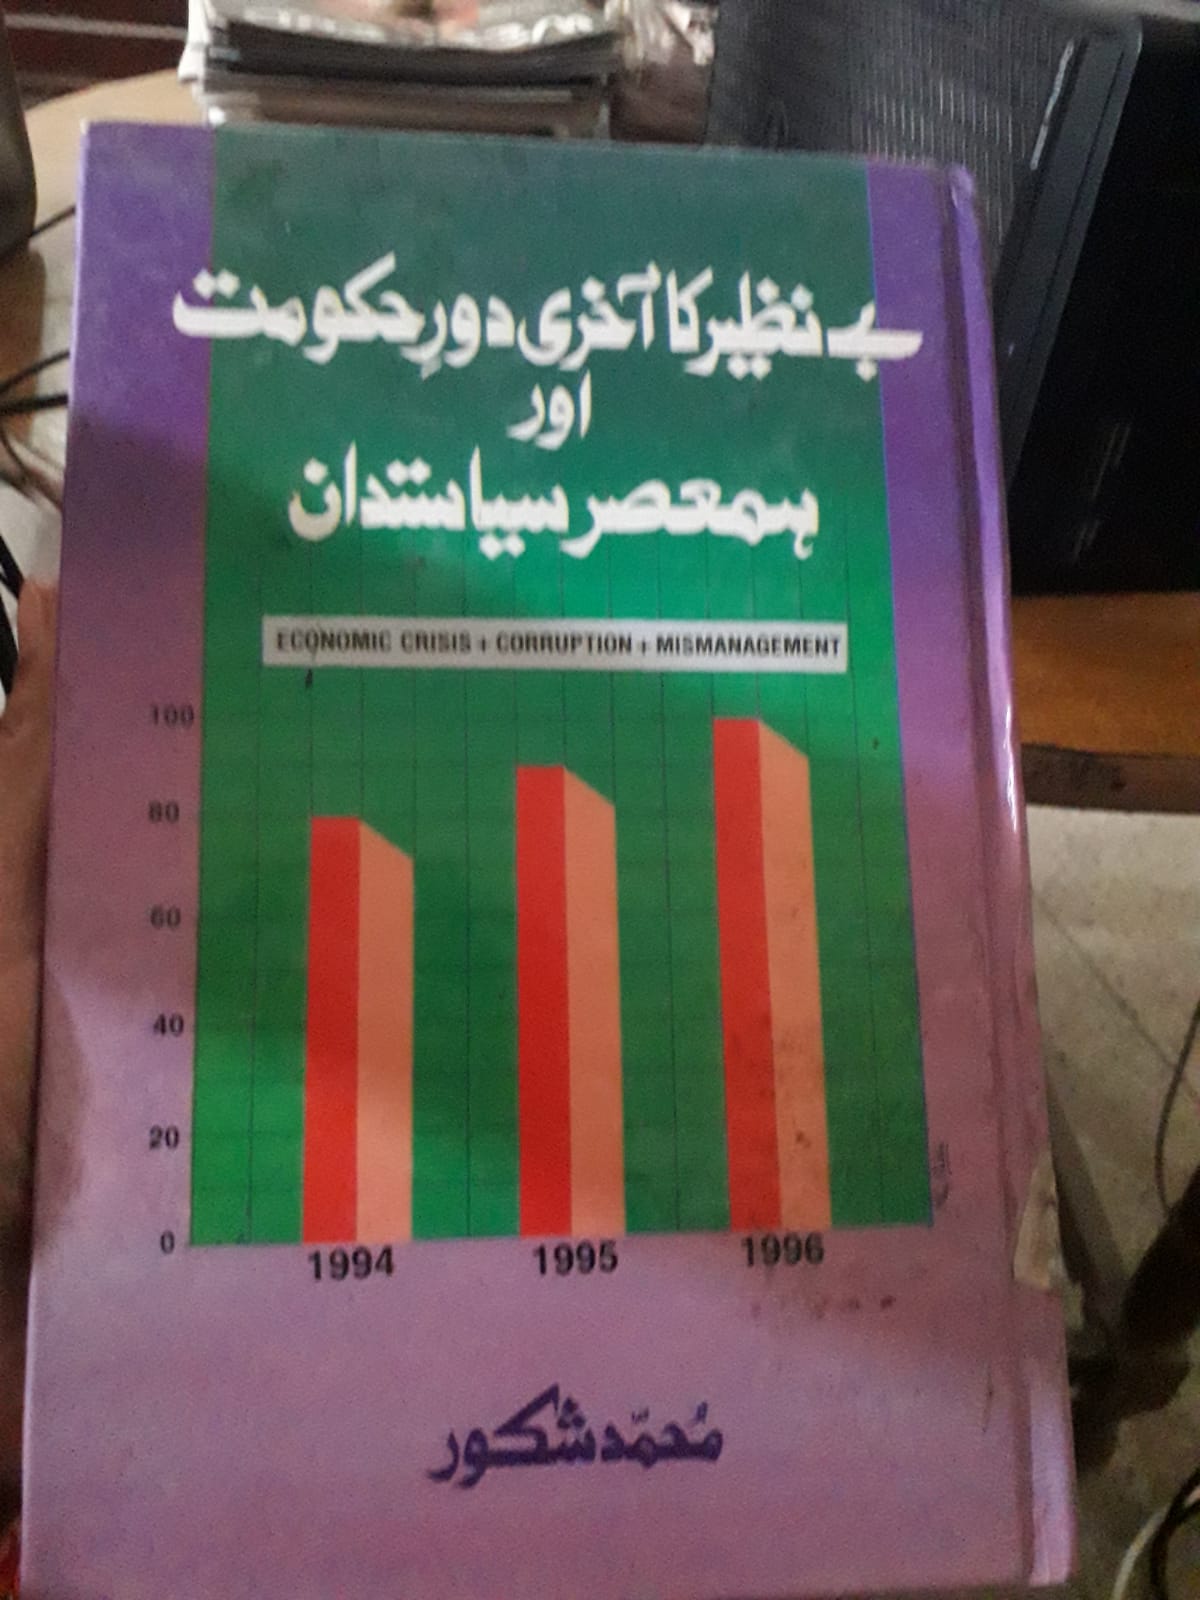 بے نظیر کا آخری دورِ حکومت
اور
ہمعصر سیاستدان
ECONOMIC CRISIS + CORRUPTION + MISMANAGEMENT
100
80
60
40
20
0
1994 1995 1996
مُحمّد شکور